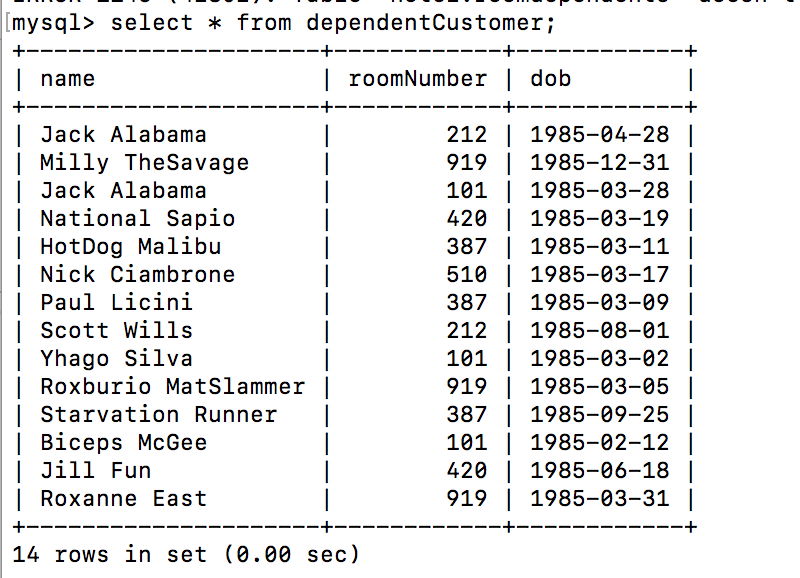 mysql> select * from dependentCustomer;
+----------------------+------------+------------+
| name                 | roomNumber | dob        |
+----------------------+------------+------------+
| Jack Alabama         |        212 | 1985-04-28 |
| Milly TheSavage      |        919 | 1985-12-31 |
| Jack Alabama         |        101 | 1985-03-28 |
| National Sapio       |        420 | 1985-03-19 |
| HotDog Malibu        |        387 | 1985-03-11 |
| Nick Ciambrone       |        510 | 1985-03-17 |
| Paul Licini          |        387 | 1985-03-09 |
| Scott Wills          |        212 | 1985-08-01 |
| Yhago Silva          |        101 | 1985-03-02 |
| Roxburio MatSlammer  |        919 | 1985-03-05 |
| Starvation Runner    |        387 | 1985-09-25 |
| Biceps McGee         |        101 | 1985-02-12 |
| Jill Fun             |        420 | 1985-06-18 |
| Roxanne East         |        919 | 1985-03-31 |
+----------------------+------------+------------+
14 rows in set (0.00 sec)